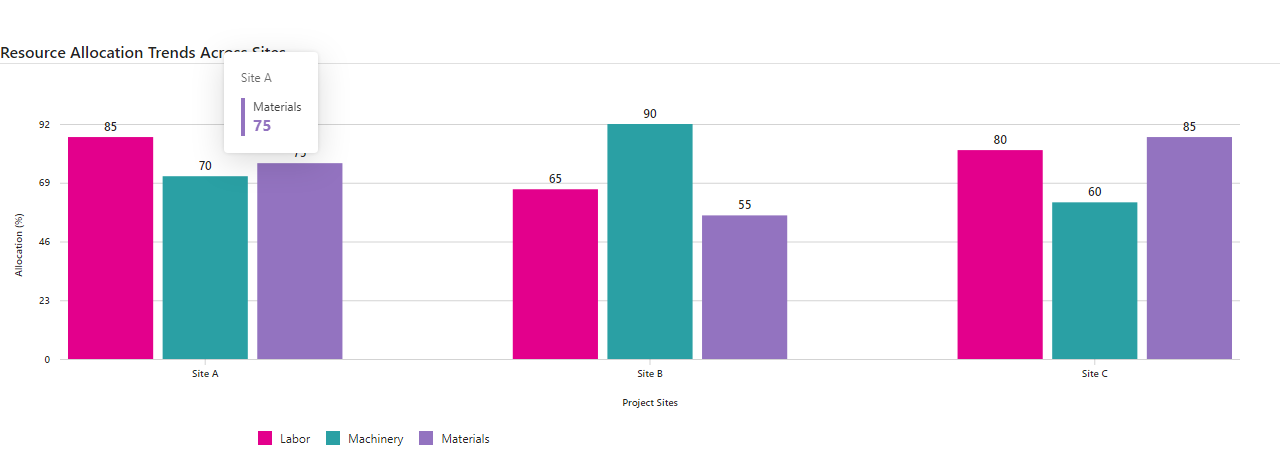 Resource Allocation Trends Across Sites
Site A
Materials
75
92
69
46
23
0
Allocation (%)
85
70
75
65
90
55
80
60
85
Site A
Site B
Site C
Project Sites
Labor
Machinery
Materials